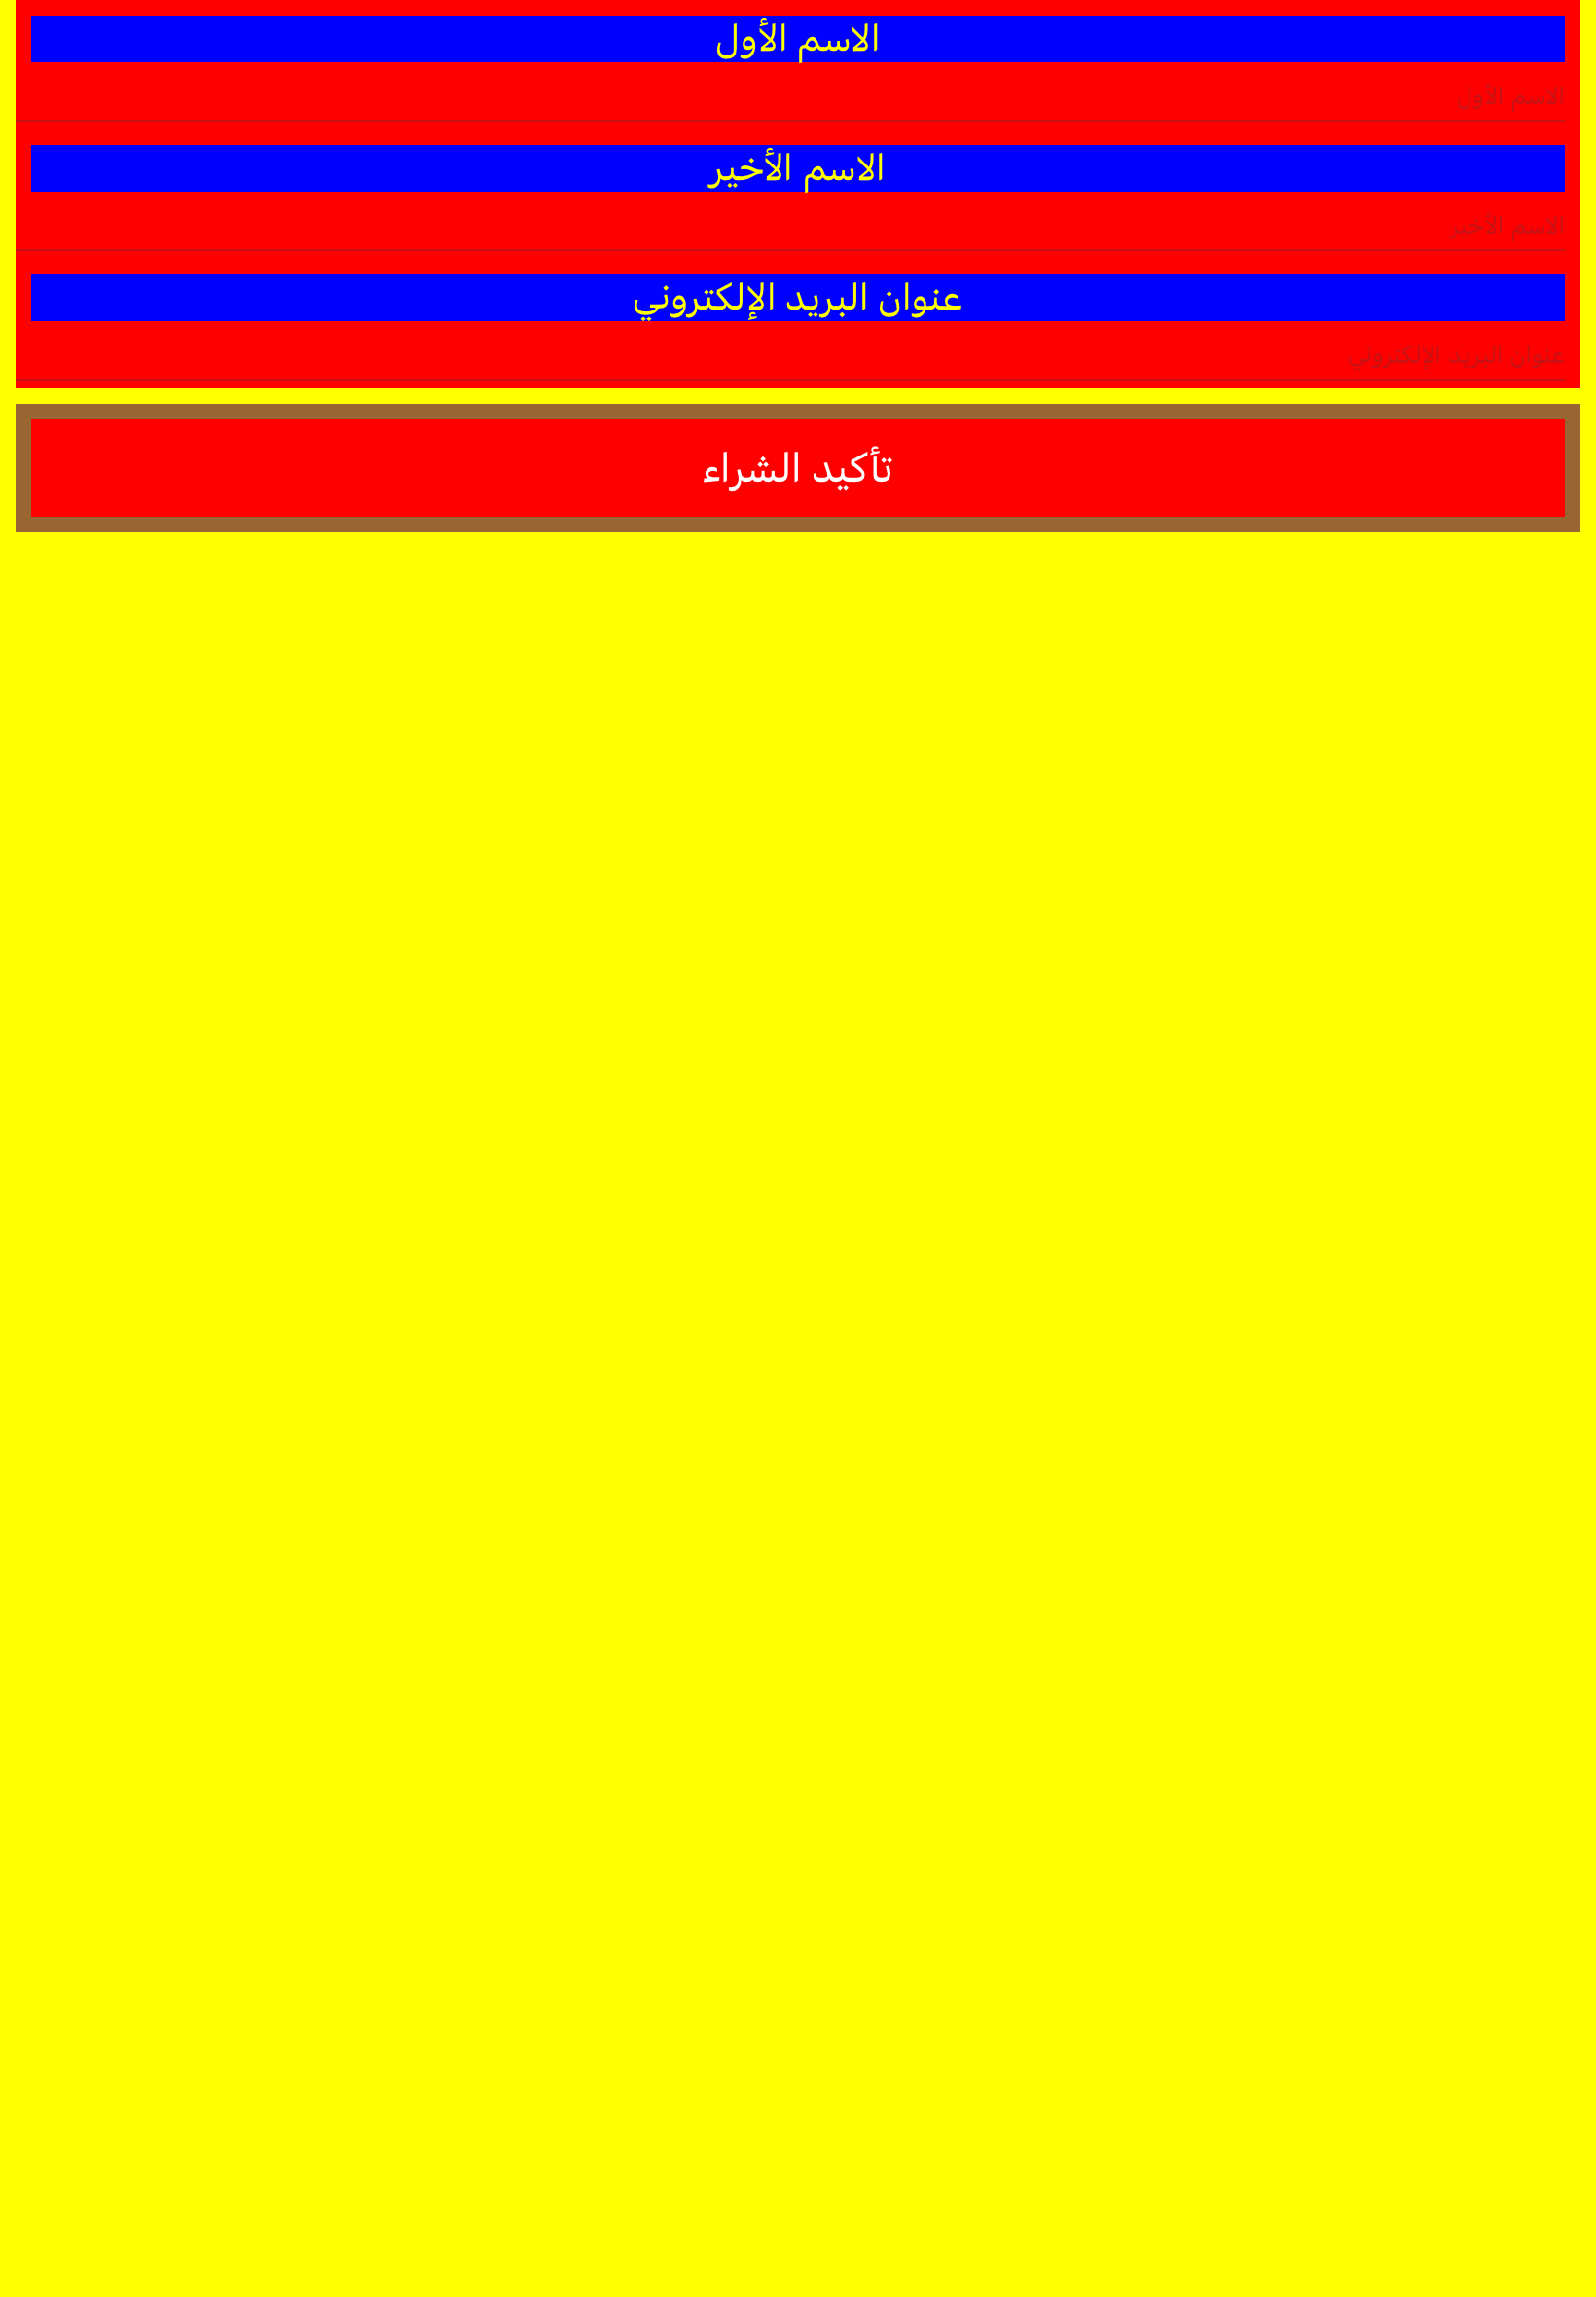 الاسم الأول
الاسم الأول
الاسم الأخير
الاسم الأخير
عنوان البريد الإلكتروني
عنوان البريد الإلكتروني
تأكيد الشراء